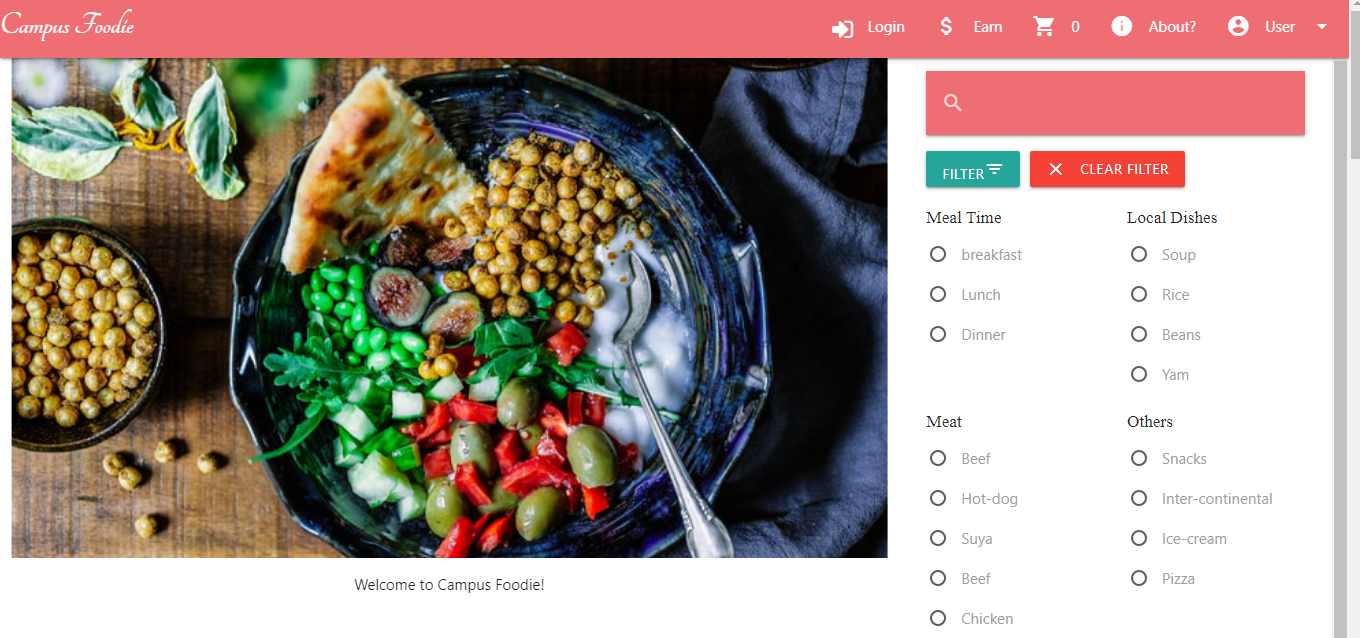 Campus Foodie
Login
$ Earn
0
About?
User
FILTER
CLEAR FILTER
Meal Time
breakfast
Lunch
Dinner
Local Dishes
Soup
Rice
Beans
Yam
Meat
Beef
Hot-dog
Suya
Beef
Chicken
Others
Snacks
Inter-continental
Ice-cream
Pizza
Welcome to Campus Foodie!